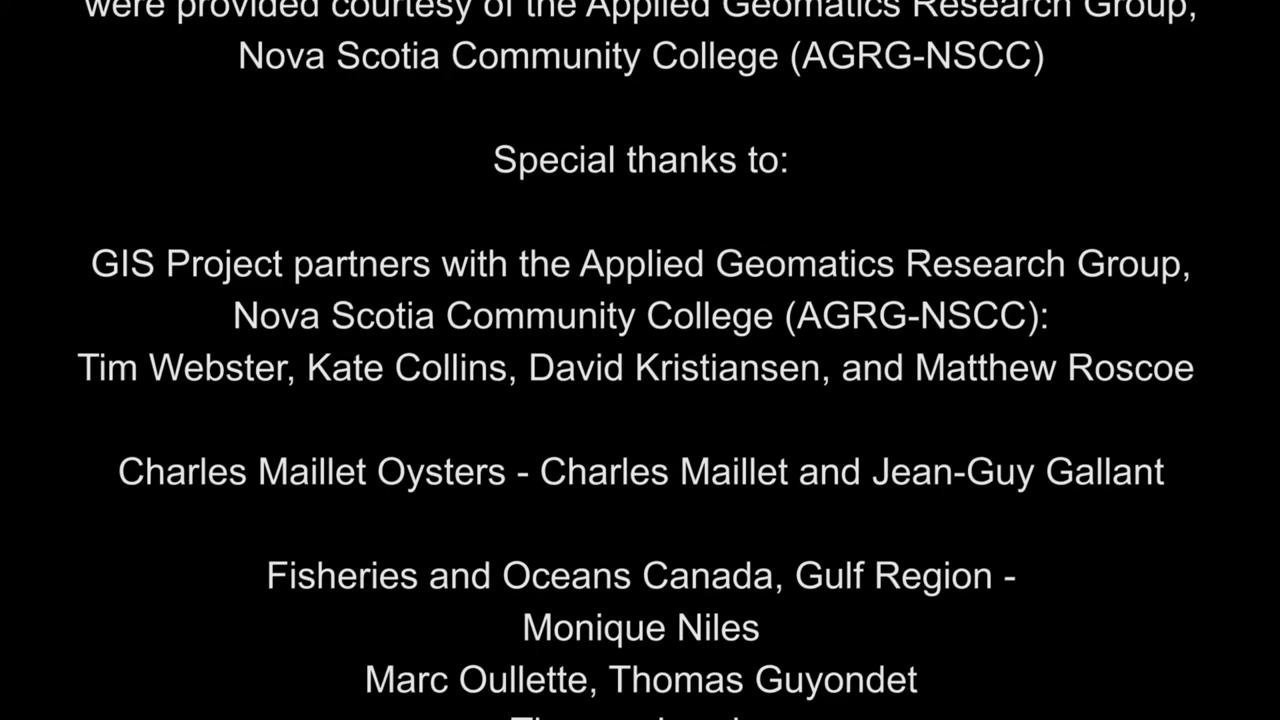 were provided courtesy of the Applied Geomatics Research Group,
Nova Scotia Community College (AGRG-NSCC)
Special thanks to:
GIS Project partners with the Applied Geomatics Research Group,
Nova Scotia Community College (AGRG-NSCC):
Tim Webster, Kate Collins, David Kristiansen, and Matthew Roscoe
Charles Maillet Oysters - Charles Maillet and Jean-Guy Gallant
Fisheries and Oceans Canada, Gulf Region -
Monique Niles
Marc Oullette, Thomas Guyondet